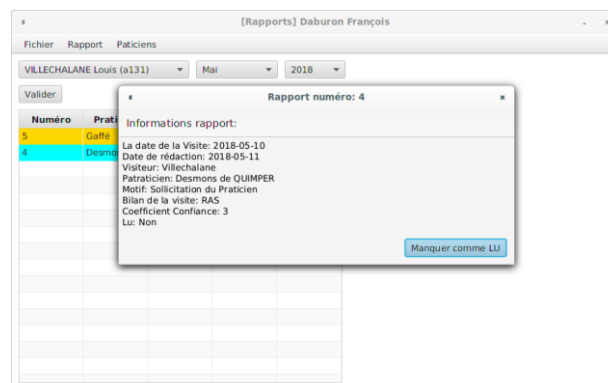 [Rapports] Daburon François
Fichier Rapport Paticiens
VILLECHALANE Louis (a131) Mai 2018
Valider
Rapport numéro: 4
Numéro Prati
Informations rapport:
5 Gaffé
4 Desmo
La date de la Visite: 2018-05-10
Date de rédaction: 2018-05-11
Visiteur: Villechalane
Patraticien: Desmons de QUIMPER
Motif: Sollicitation du Praticien
Bilan de la visite: RAS
Coefficient Confiance: 3
Lu: Non
Manquer comme LU